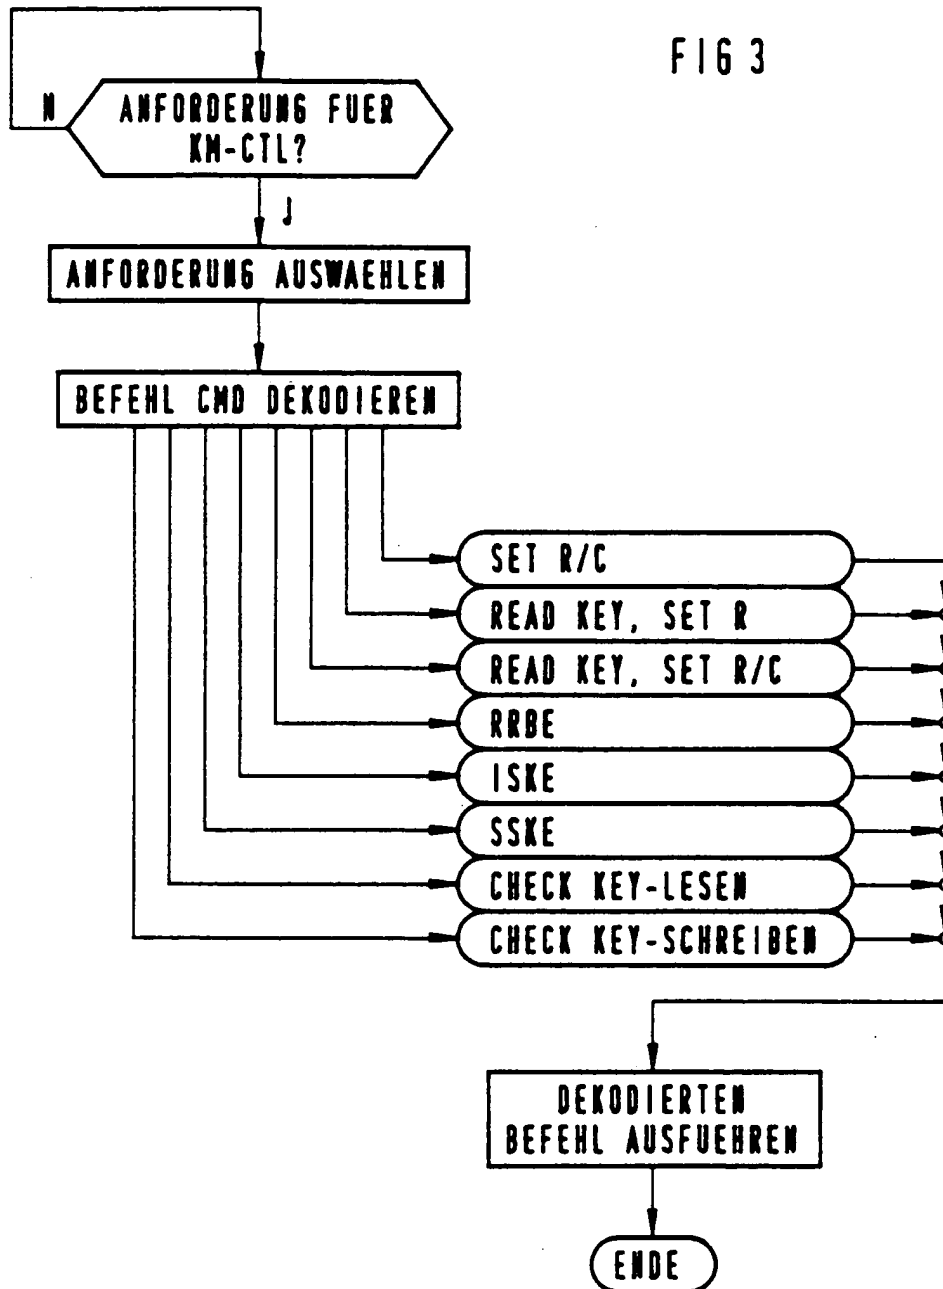 FIG 3
N
ANFORDERUNG FUER
KM-CTL?
J
ANFORDERUNG AUSWAEHLEN
BEFEHL CMD DEKODIEREN
SET R/C
READ KEY, SET R
READ KEY, SET R/C
RRBE
ISKE
SSKE
CHECK KEY-LESEN
CHECK KEY-SCHREIBEN
DEKODIERTEN
BEFEHL AUSFUEHREN
ENDE